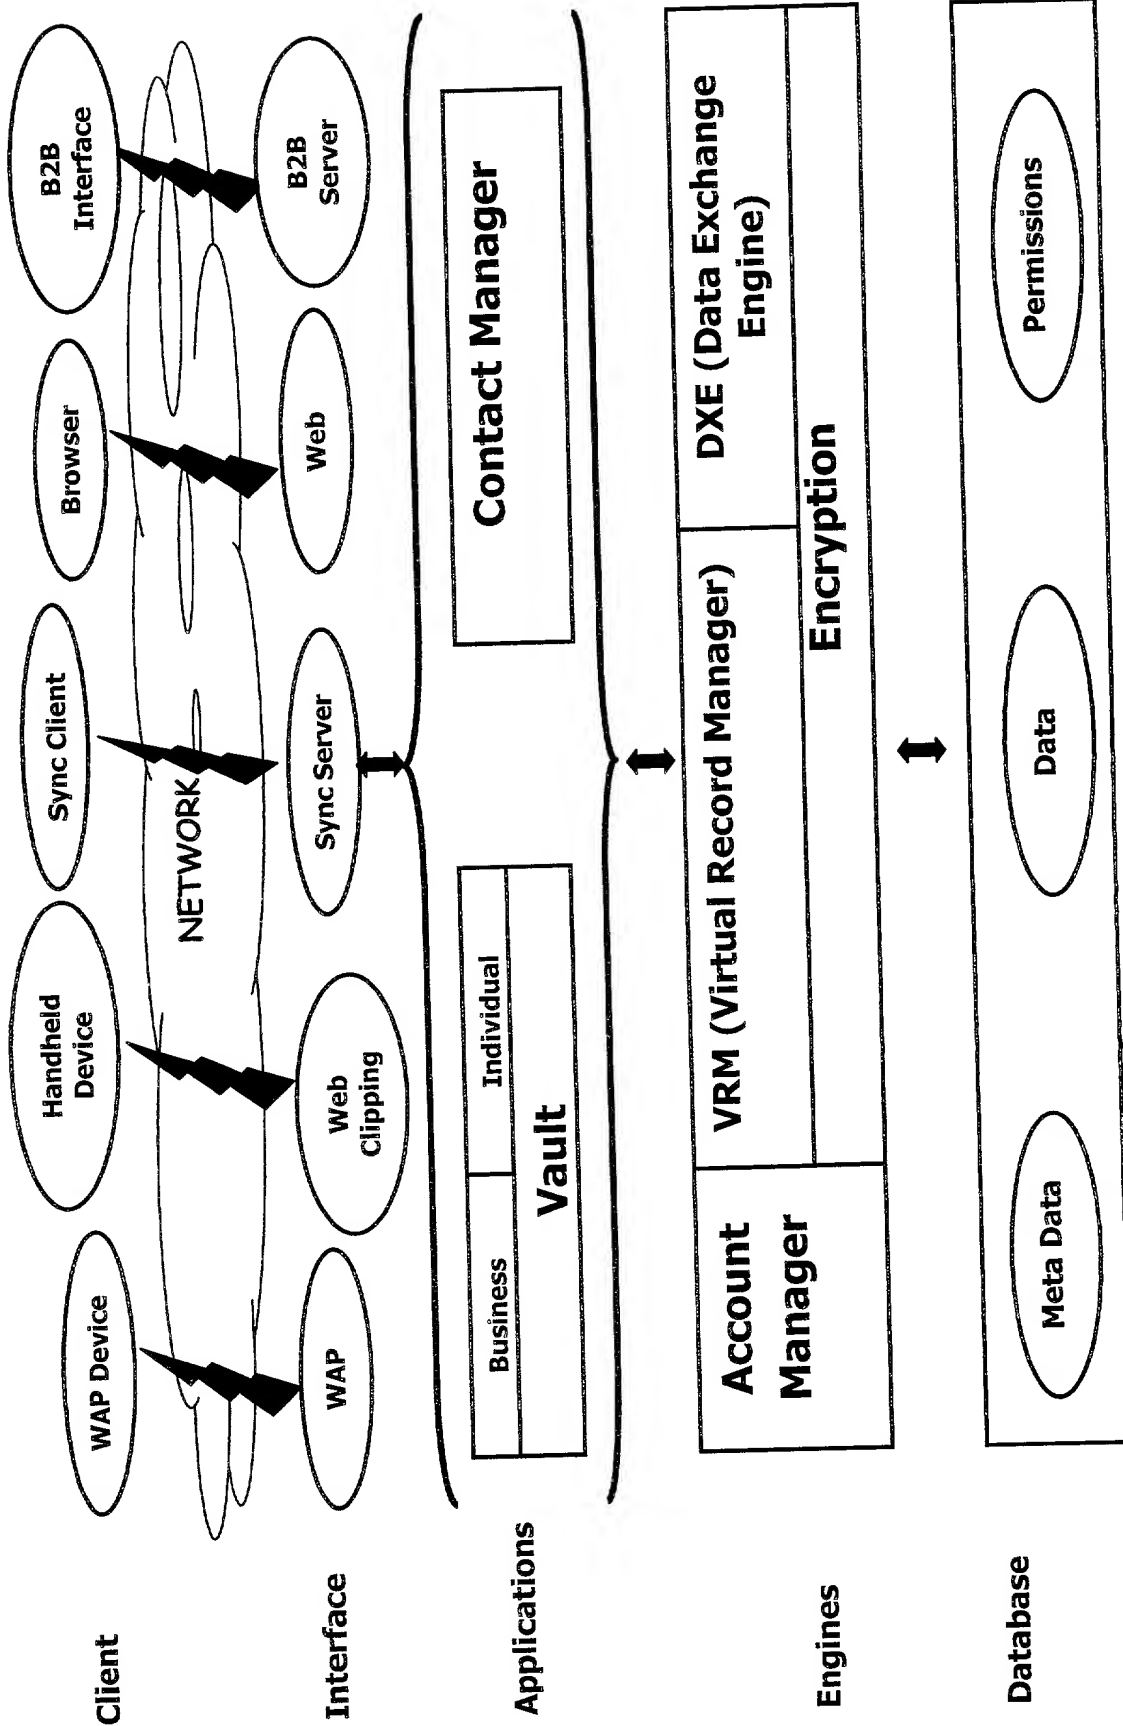 Client
WAP Device
Handheld
Device
Sync Client
Browser
B2B
Interface
NETWORK
Interface
WAP
Web
Clipping
Sync Server
Web
B2B
Server
Applications
Business
Individual
Vault
Contact Manager
Engines
Account
Manager
VRM (Virtual Record Manager)
DXE (Data Exchange
Engine)
Encryption
Database
Meta Data
Data
Permissions